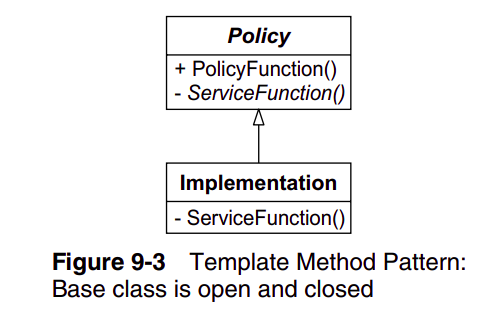 Policy
+ PolicyFunction()
- ServiceFunction()
Implementation
- ServiceFunction()
Figure 9-3 Template Method Pattern:
Base class is open and closed